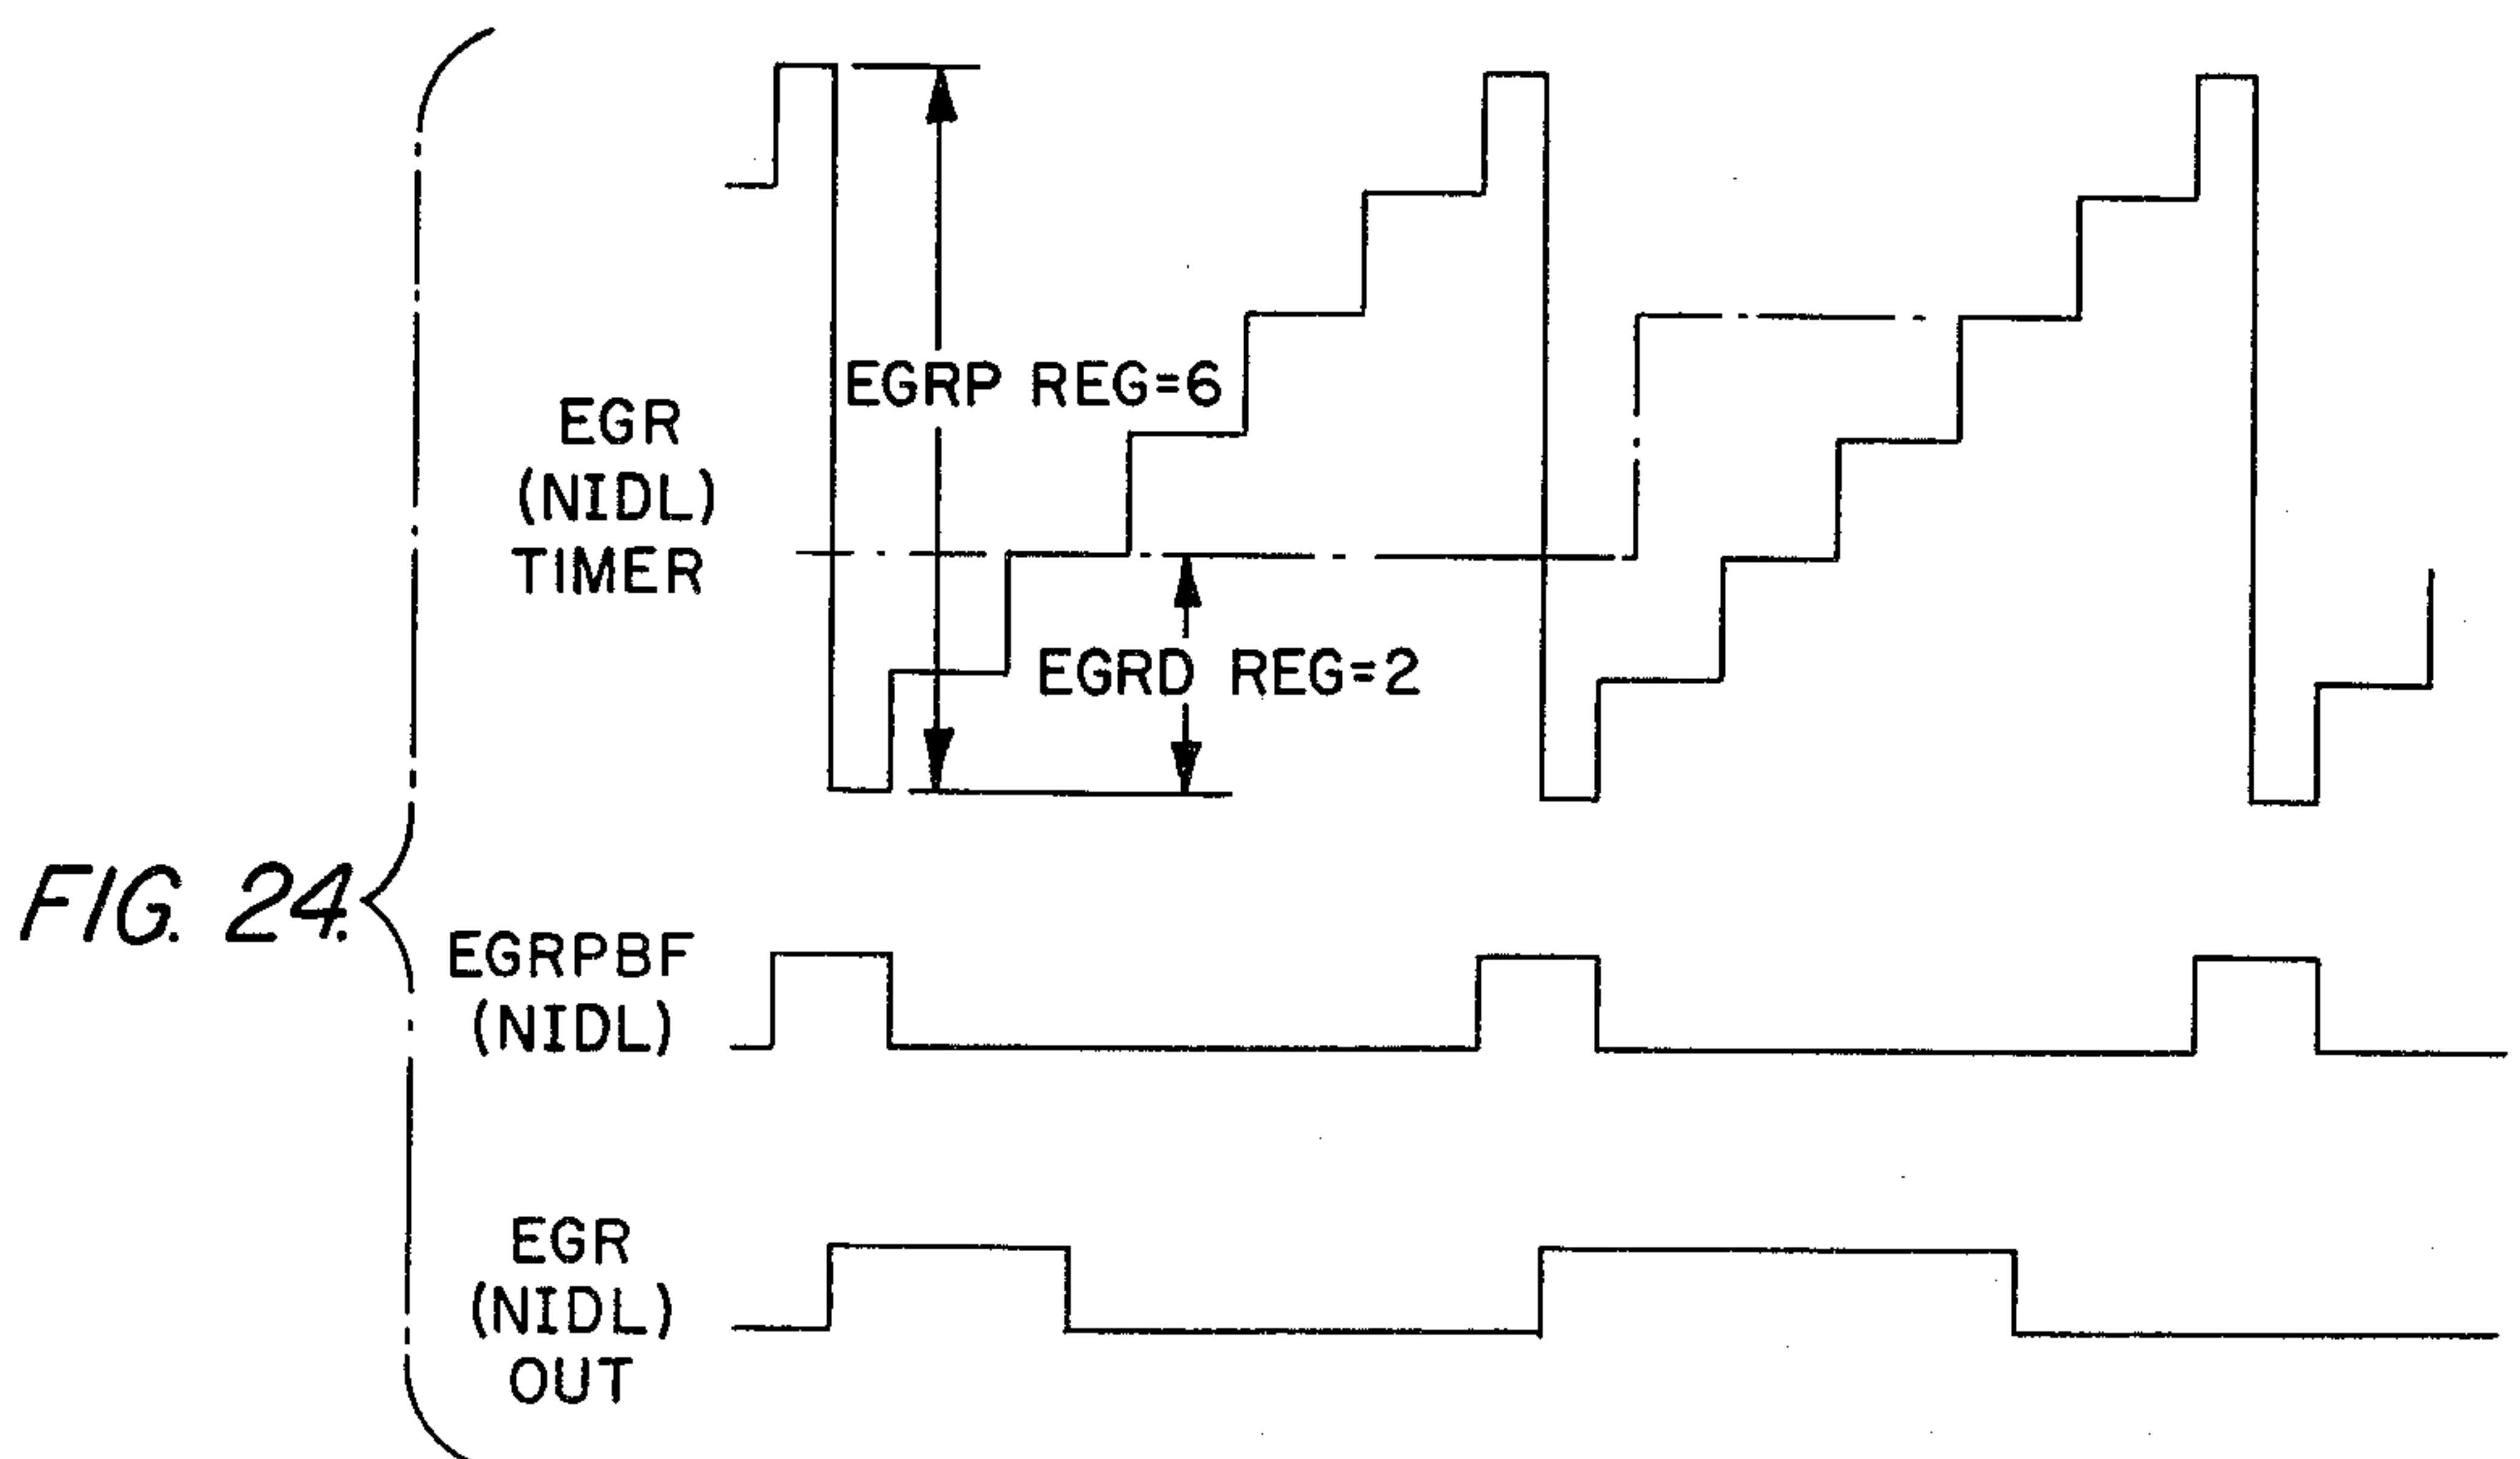 EGRP REG=6
EGR
(NIDL)
TIMER
EGRD REG=2
FIG. 24.
EGRPBF
(NIDL)
EGR
(NIDL)
OUT